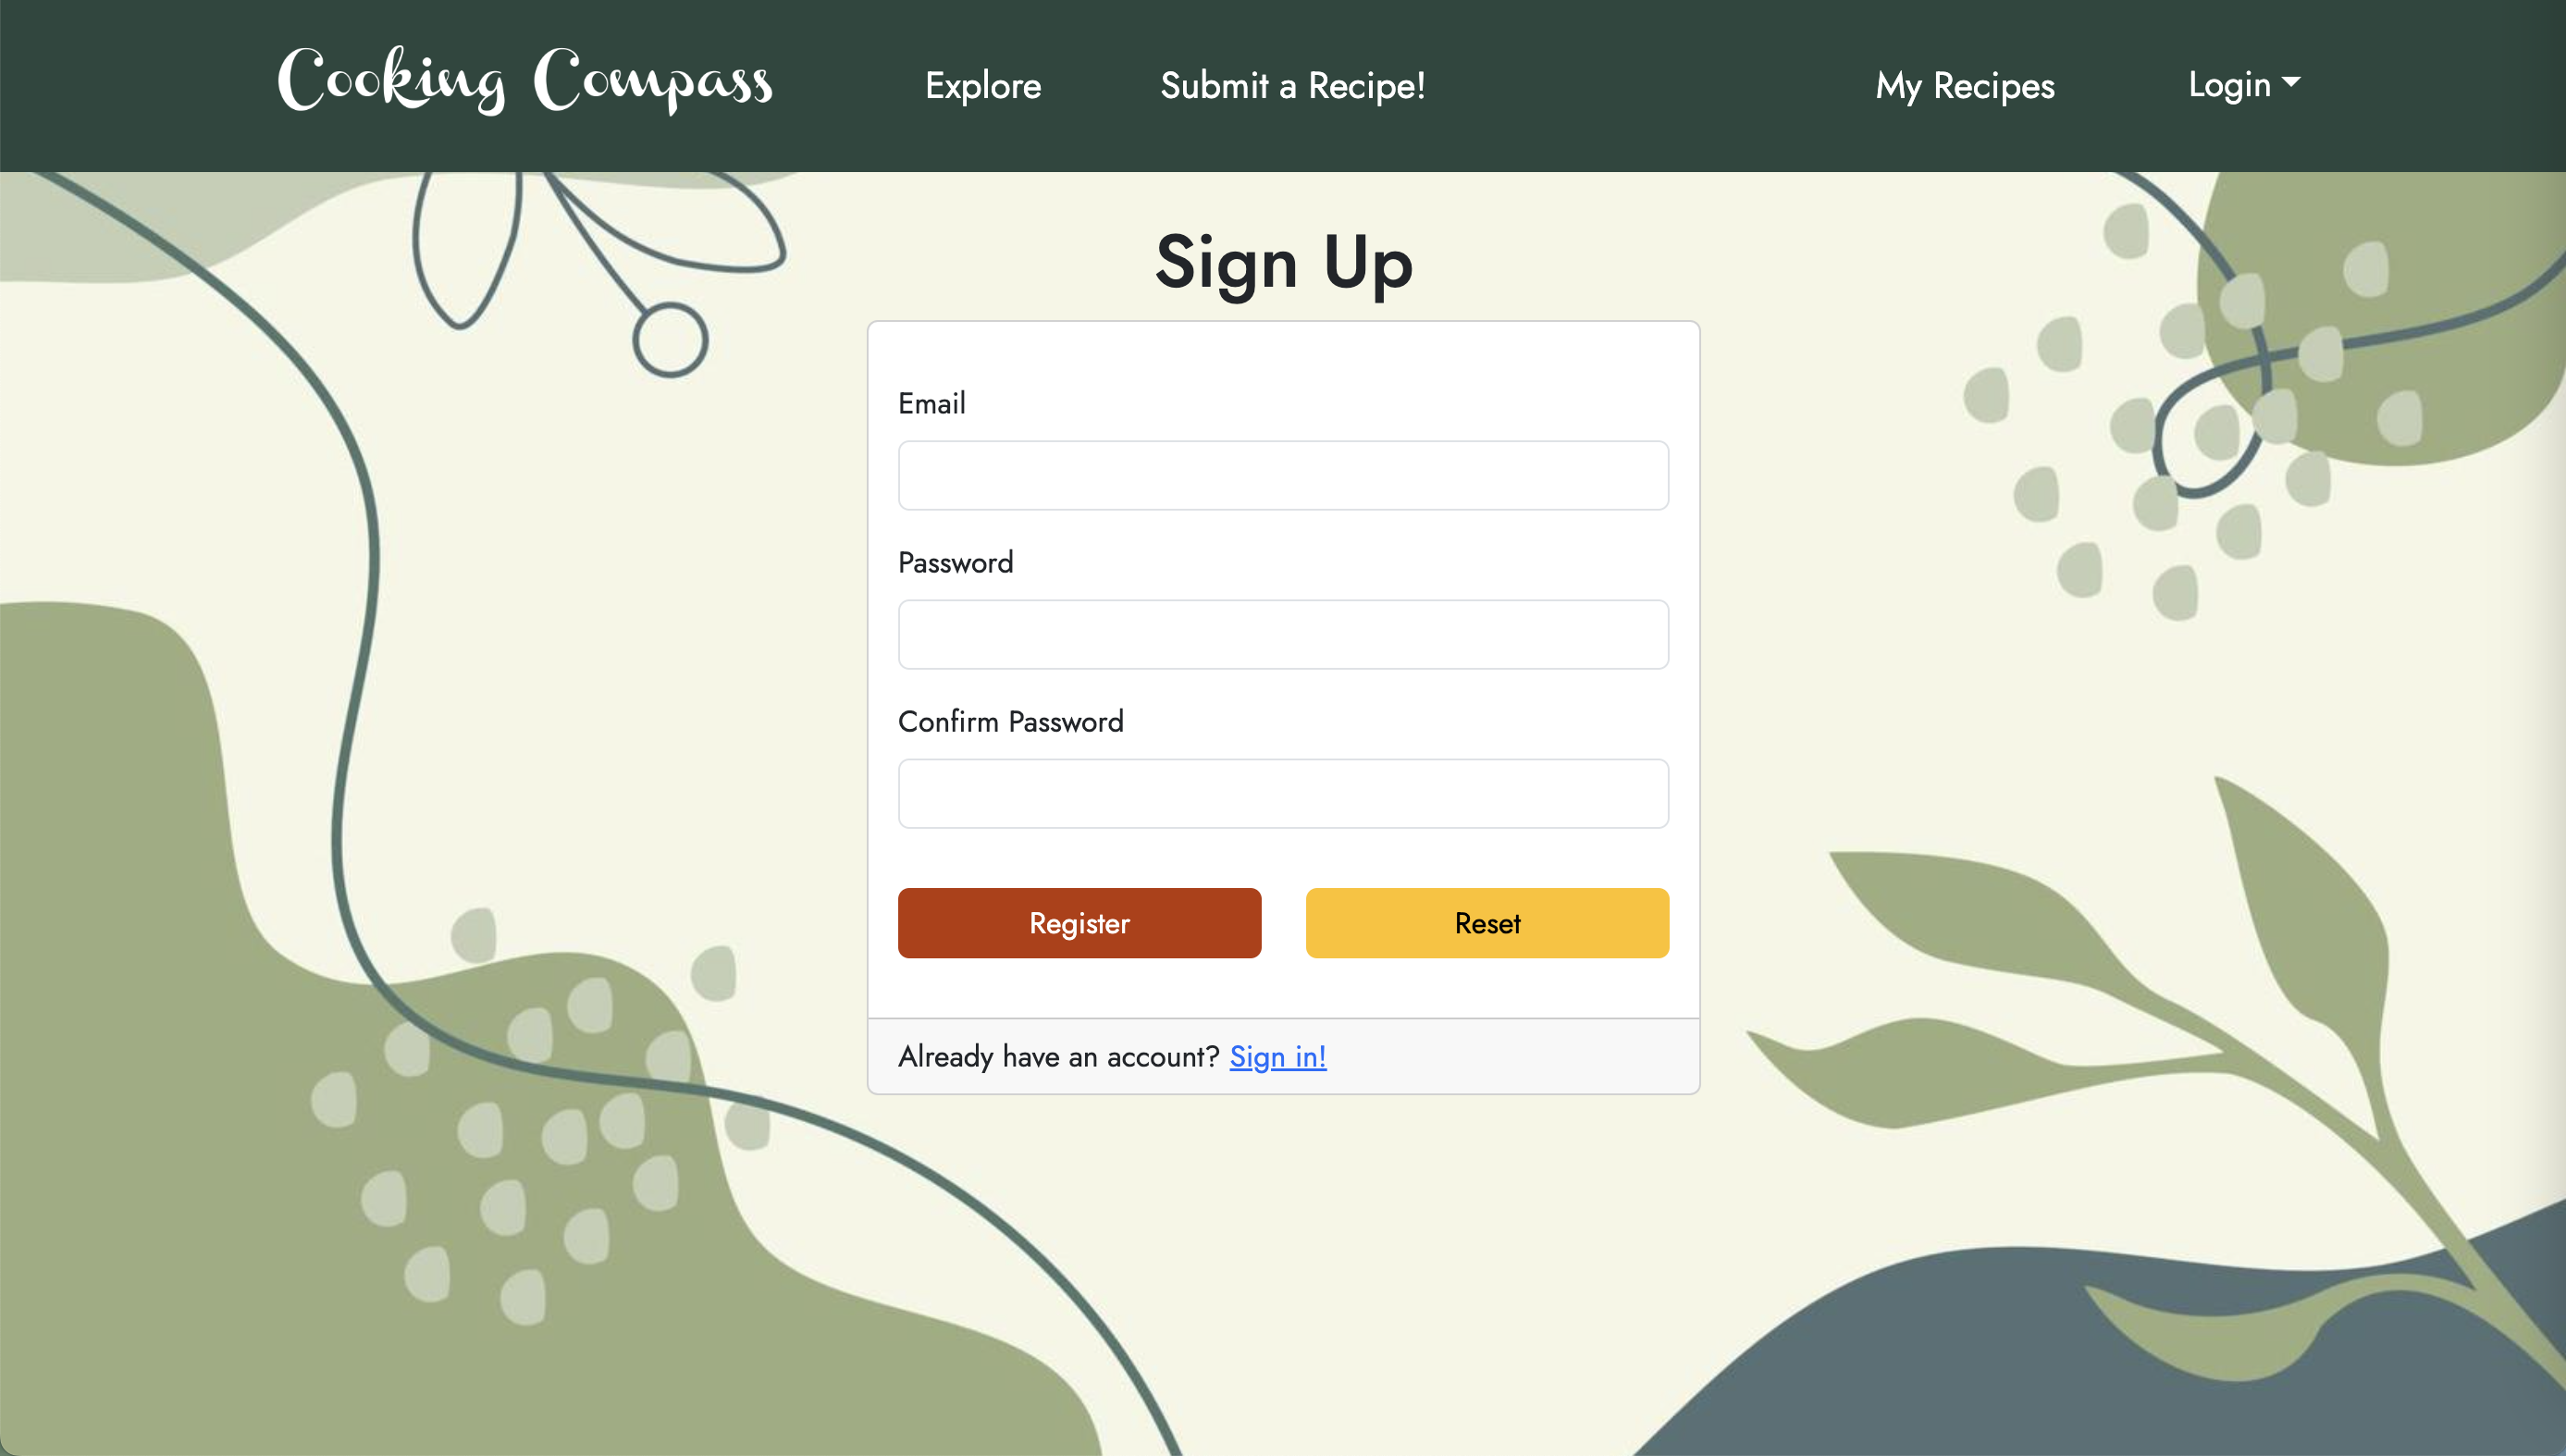 Cooking Compass Explore Submit a Recipe! My Recipes Login
Sign Up
Email
Password
Confirm Password
Register Reset
Already have an account? Sign in!